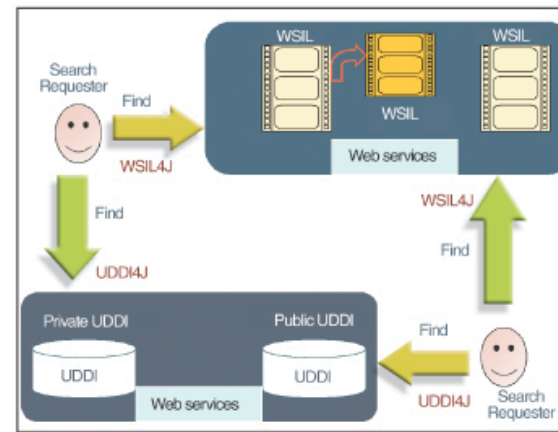 WSIL
WSIL
Search
Requester
Find
WSIL
WSIL4J
Web services
Find
WSIL4J
Find
UDDI4J
Private UDDI
Public UDDI
Find
UDDI
UDDI
Web services
UDDI4J
Search
Requester